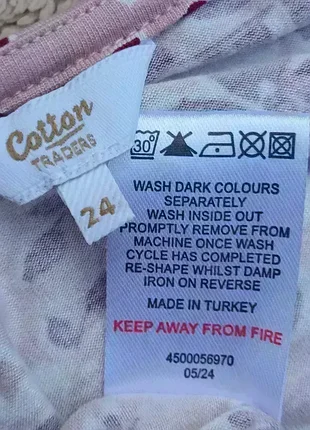 Cotton
TRADERS
24
30°
WASH DARK COLOURS
SEPARATELY
WASH INSIDE OUT
PROMPTLY REMOVE FROM
MACHINE ONCE WASH
CYCLE HAS COMPLETED
RE-SHAPE WHILST DAMP
IRON ON REVERSE
MADE IN TURKEY
KEEP AWAY FROM FIRE
4500056970
05/24